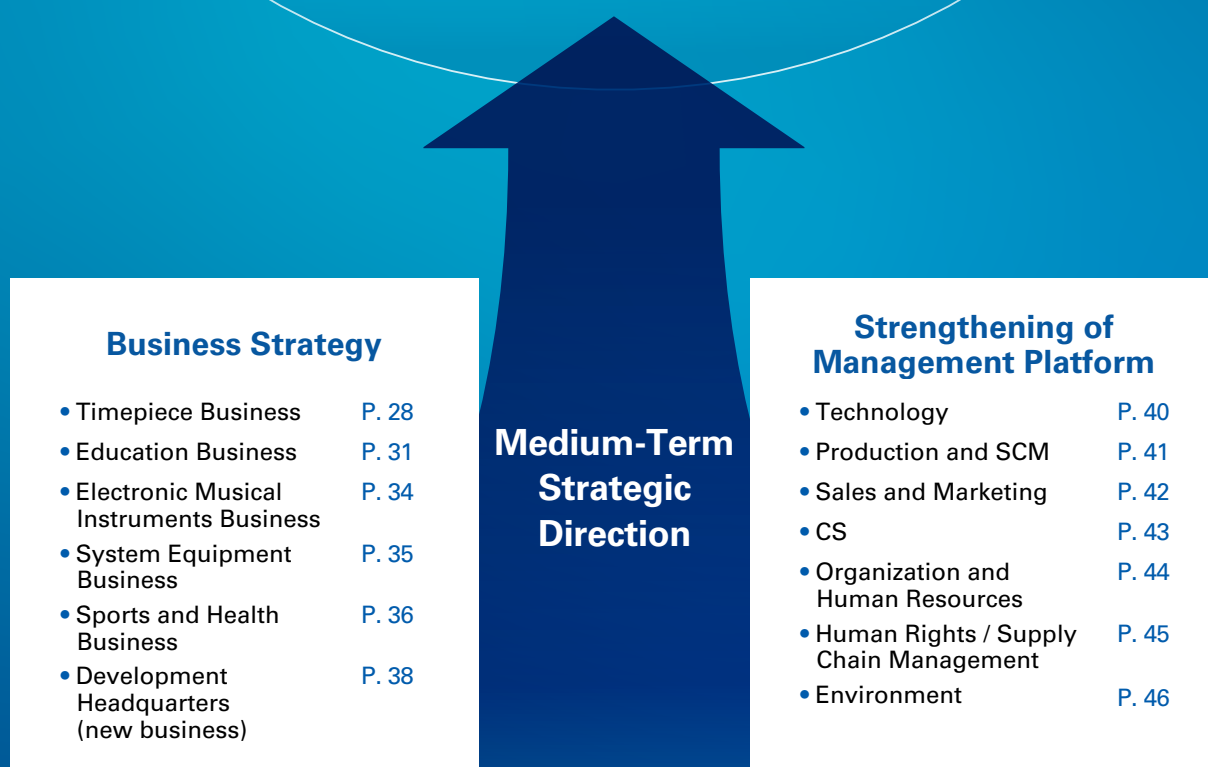 Business Strategy
• Timepiece Business P. 28
• Education Business P. 31
• Electronic Musical P. 34
Instruments Business
• System Equipment P. 35
Business
• Sports and Health P. 36
Business
• Development P. 38
Headquarters
(new business)
Medium-Term
Strategic
Direction
Strengthening of
Management Platform
• Technology P. 40
• Production and SCM P. 41
• Sales and Marketing P. 42
• CS P. 43
• Organization and P. 44
Human Resources
• Human Rights / Supply P. 45
Chain Management
• Environment P. 46